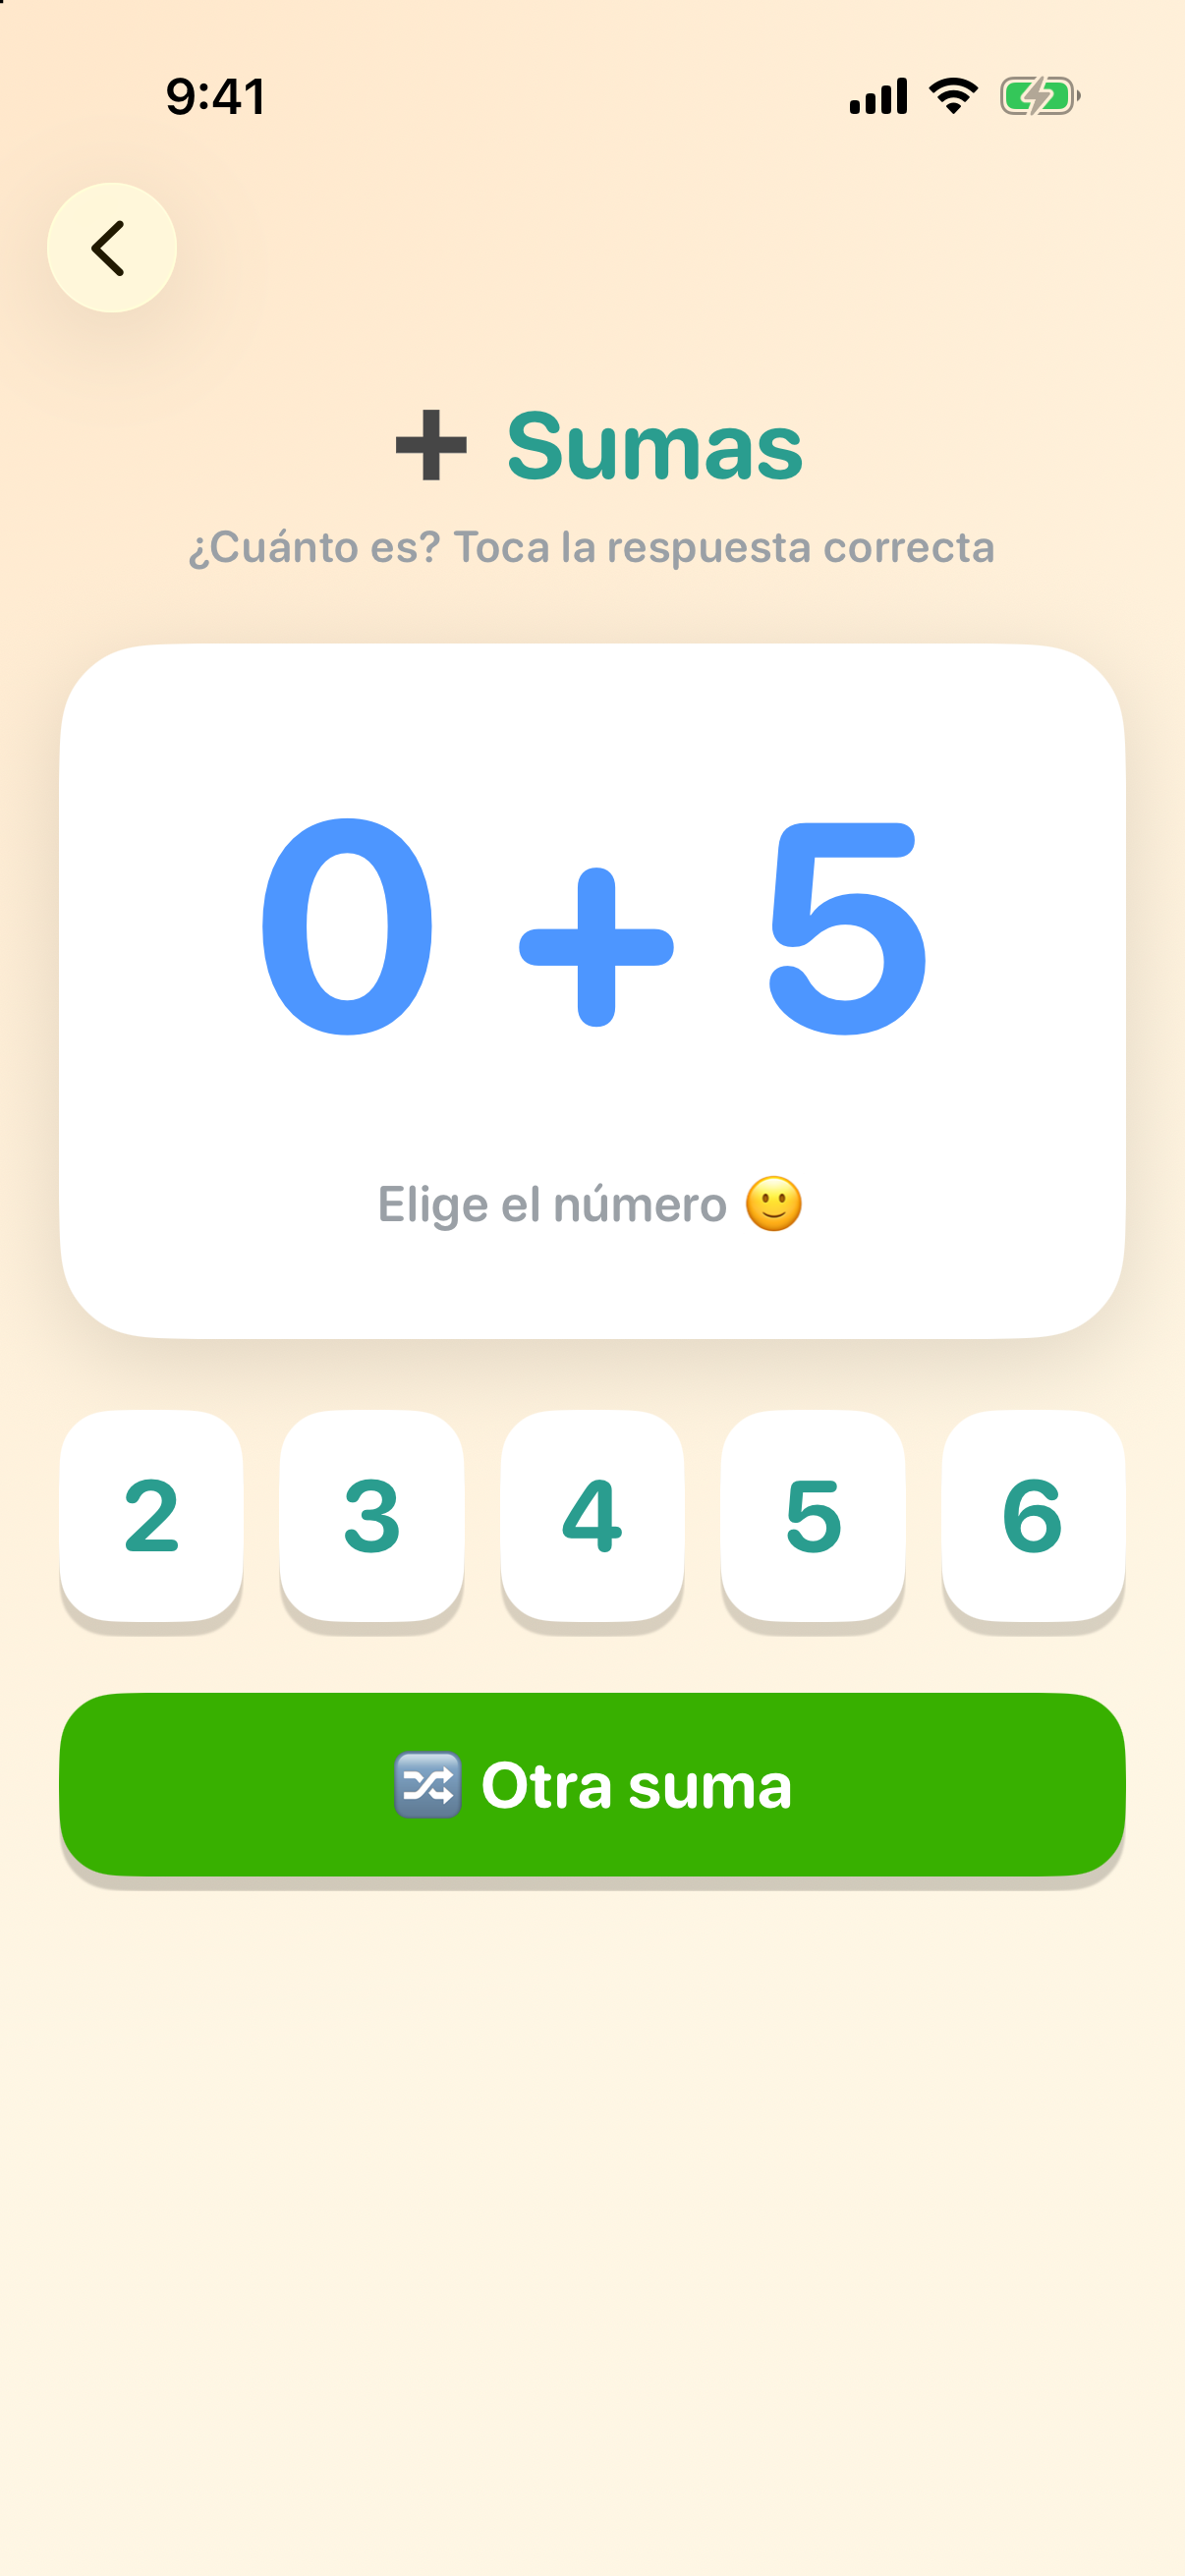 9:41
➕ Sumas
¿Cuánto es? Toca la respuesta correcta
0 + 5
Elige el número 🙂
2 3 4 5 6
🔀 Otra suma